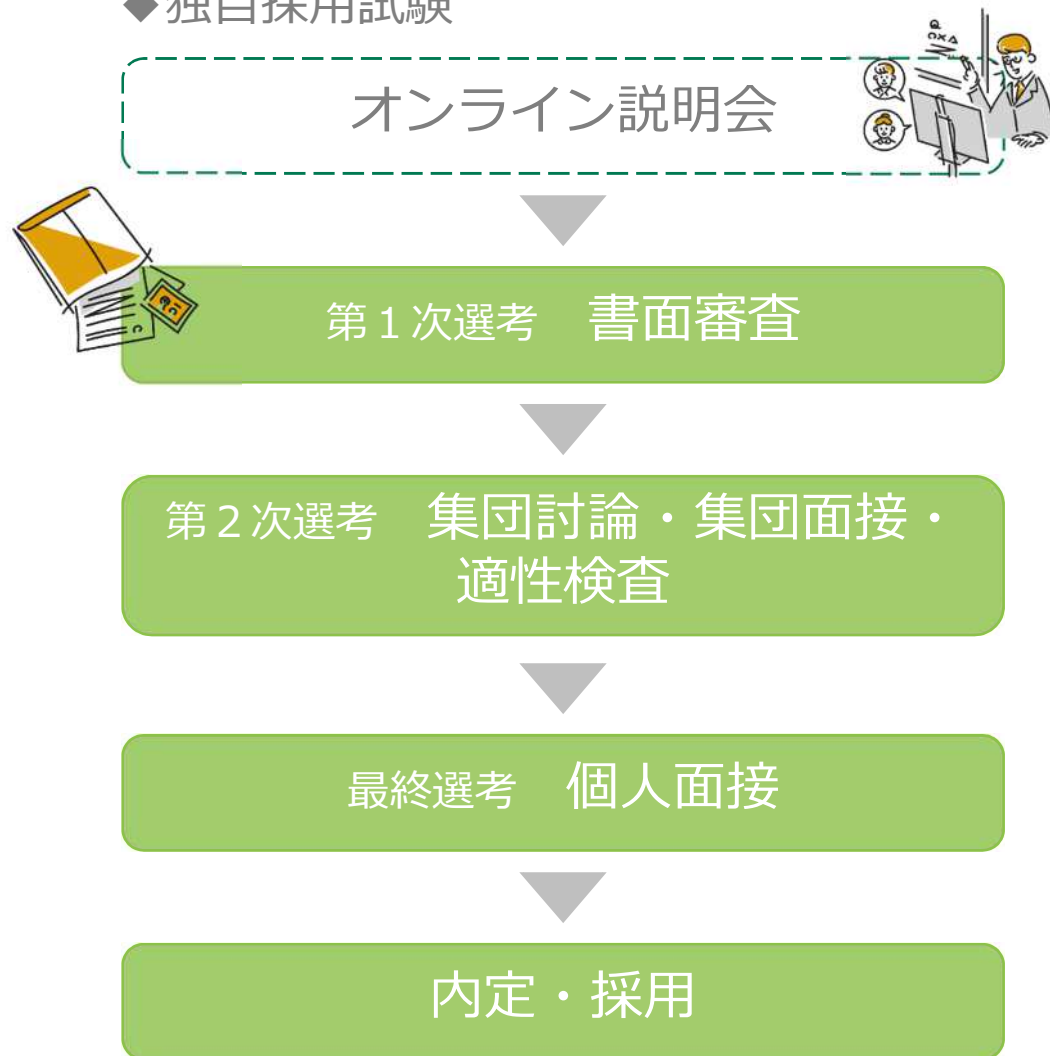 ◆独自採用試験
オンライン説明会
第１次選考　書面審査
第２次選考　集団討論・集団面接・
適性検査
最終選考　個人面接
内定・採用